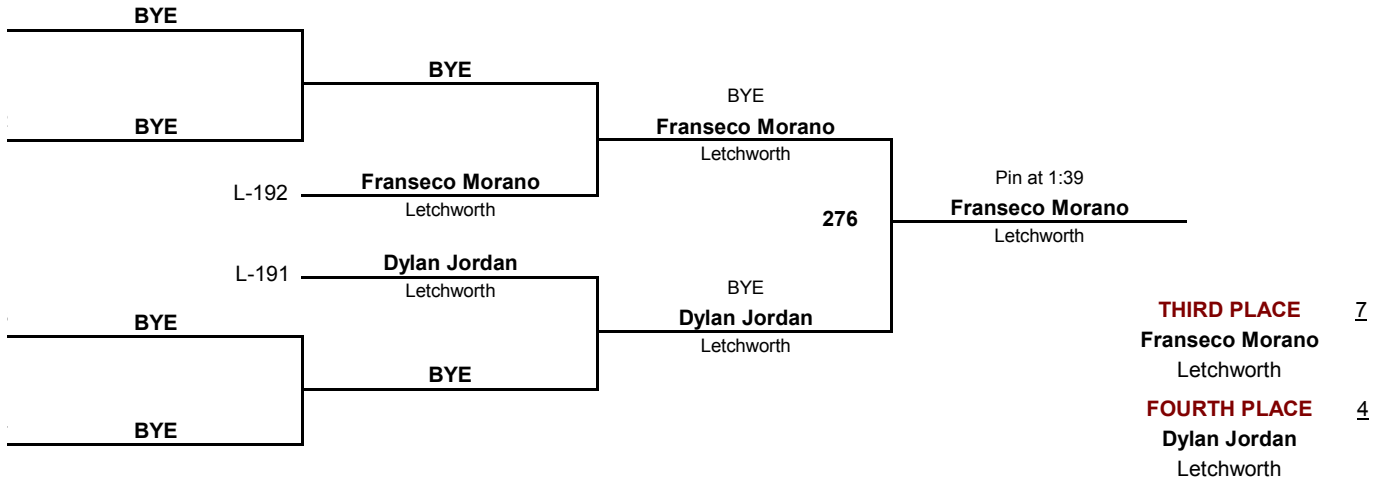 BYE
BYE
BYE
BYE
Franseco Morano
Letchworth
L-192
Franseco Morano
Letchworth
Pin at 1:39
Franseco Morano
Letchworth
276
L-191
Dylan Jordan
Letchworth
BYE
Dylan Jordan
Letchworth
BYE
BYE
BYE
THIRD PLACE 7
Franseco Morano
Letchworth
FOURTH PLACE 4
Dylan Jordan
Letchworth